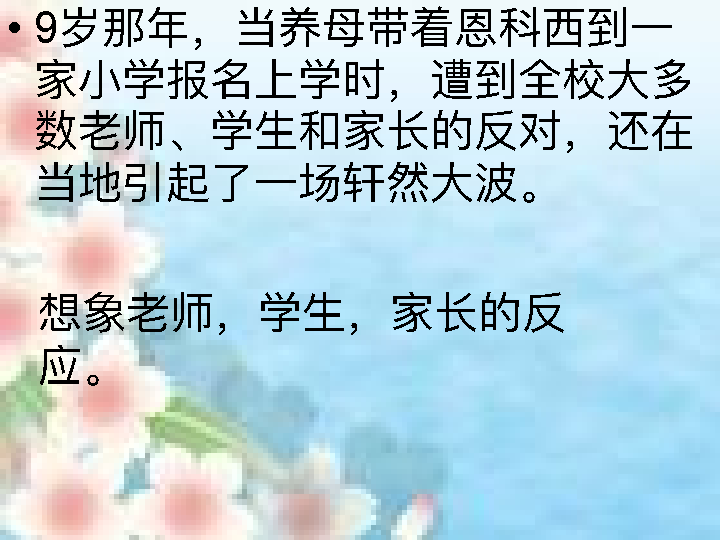 • 9岁那年，当养母带着恩科西到一
家小学报名上学时，遭到全校大多
数老师、学生和家长的反对，还在
当地引起了一场轩然大波。
想象老师，学生，家长的反
应。